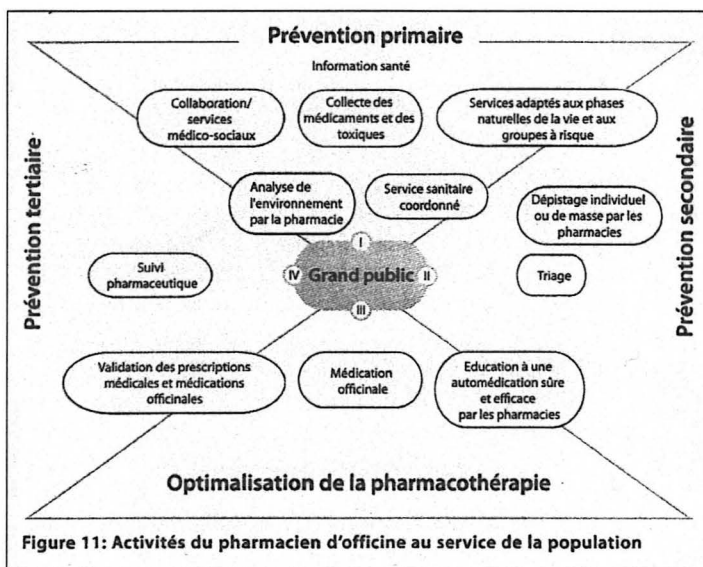 Prévention primaire
Information santé
Collaboration/
services
médico-sociaux
Collecte des
médicaments et des
toxiques
Services adaptés aux phases
naturelles de la vie et aux
groupes à risque
Prévention tertiaire
Analyse de
l'environnement
par la pharmacie
Service sanitaire
coordonné
Dépistage individuel
ou de masse par les
pharmacies
Prévention secondaire
Suivi
pharmaceutique
I
IV Grand public II
III
Triage
Validation des prescriptions
médicales et médications
officinales
Médication
officinale
Education à une
automédication sûre
et efficace
par les pharmacies
Optimalisation de la pharmacothérapie
Figure 11: Activités du pharmacien d'officine au service de la population